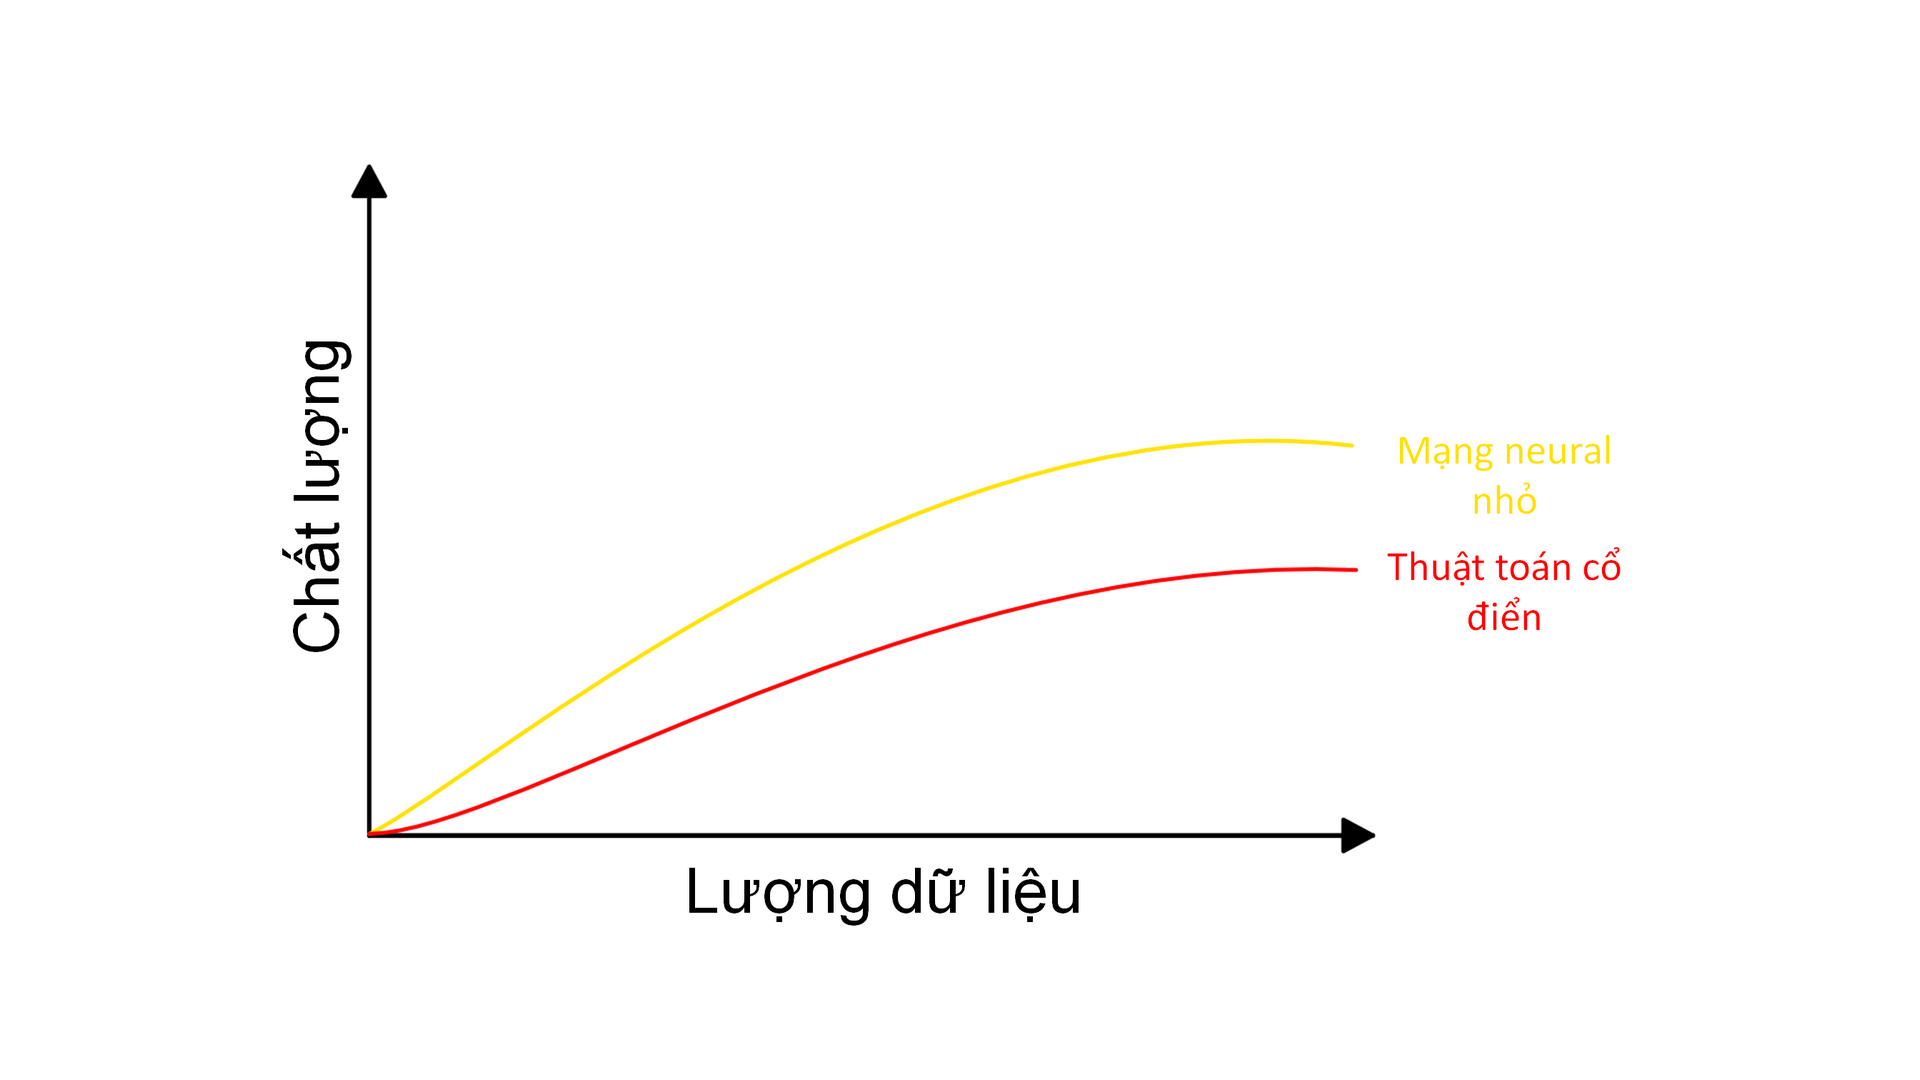 Chất lượng
Mạng neural
nhỏ
Thuật toán cổ
điển
Lượng dữ liệu